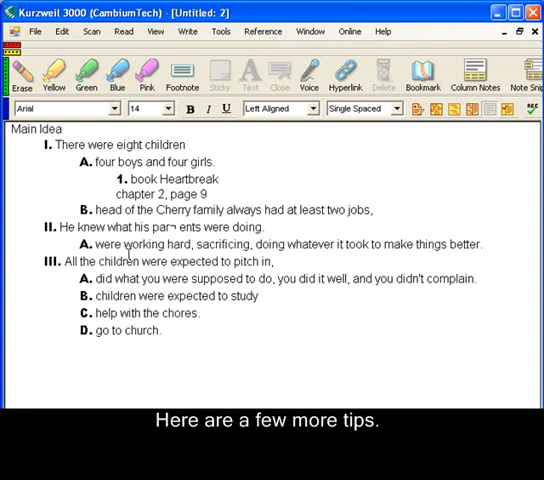 Kurzweil 3000 (CambiumTech) - [Untitled: 2]
File Edit Scan Read View Write Tools Reference Window Online Help
Erase Yellow Green Blue Pink Footnote Sticky Text Close Voice Hyperlink Delete Bookmark Column Notes Note Snip
Arial 14 B I U Left Aligned Single Spaced
Main Idea
I. There were eight children
A. four boys and four girls.
1. book Heartbreak
chapter 2, page 9
B. head of the Cherry family always had at least two jobs,
II. He knew what his par¬ ents were doing.
A. were working hard, sacrificing, doing whatever it took to make things better.
III. All the children were expected to pitch in,
A. did what you were supposed to do, you did it well, and you didn't complain.
B. children were expected to study
C. help with the chores.
D. go to church.
Here are a few more tips.